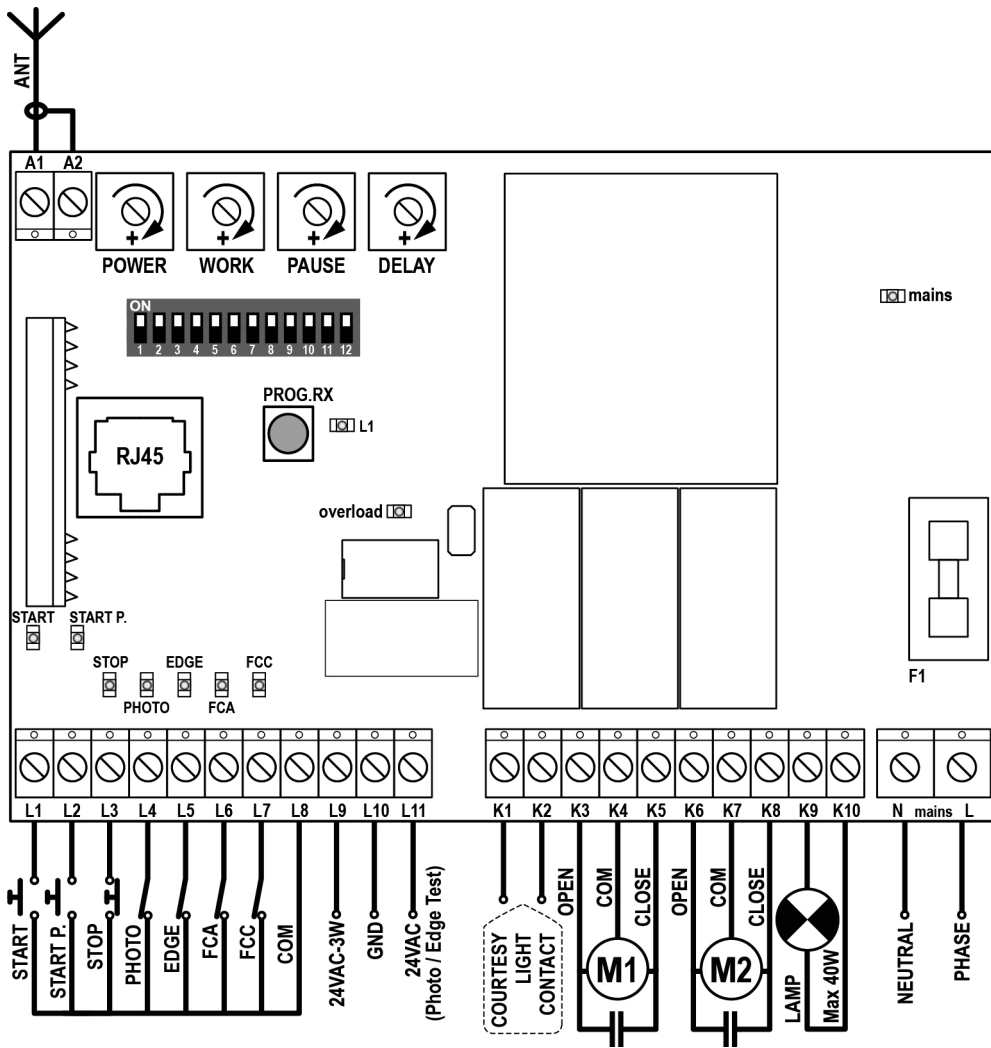 ANT
A1 A2
POWER WORK PAUSE DELAY
mains
ON
1 2 3 4 5 6 7 8 9 10 11 12
PROG.RX
L1
RJ45
overload
START START P.
STOP EDGE FCC
PHOTO FCA
F1
L1 L2 L3 L4 L5 L6 L7 L8 L9 L10 L11
K1 K2 K3 K4 K5 K6 K7 K8 K9 K10
N mains L
START
START P.
STOP
PHOTO
EDGE
FCA
FCC
COM
24VAC-3W
GND
24VAC
(Photo / Edge Test)
COURTESY
LIGHT
CONTACT
OPEN
COM
CLOSE
M1
OPEN
COM
CLOSE
M2
LAMP
Max 40W
NEUTRAL
PHASE